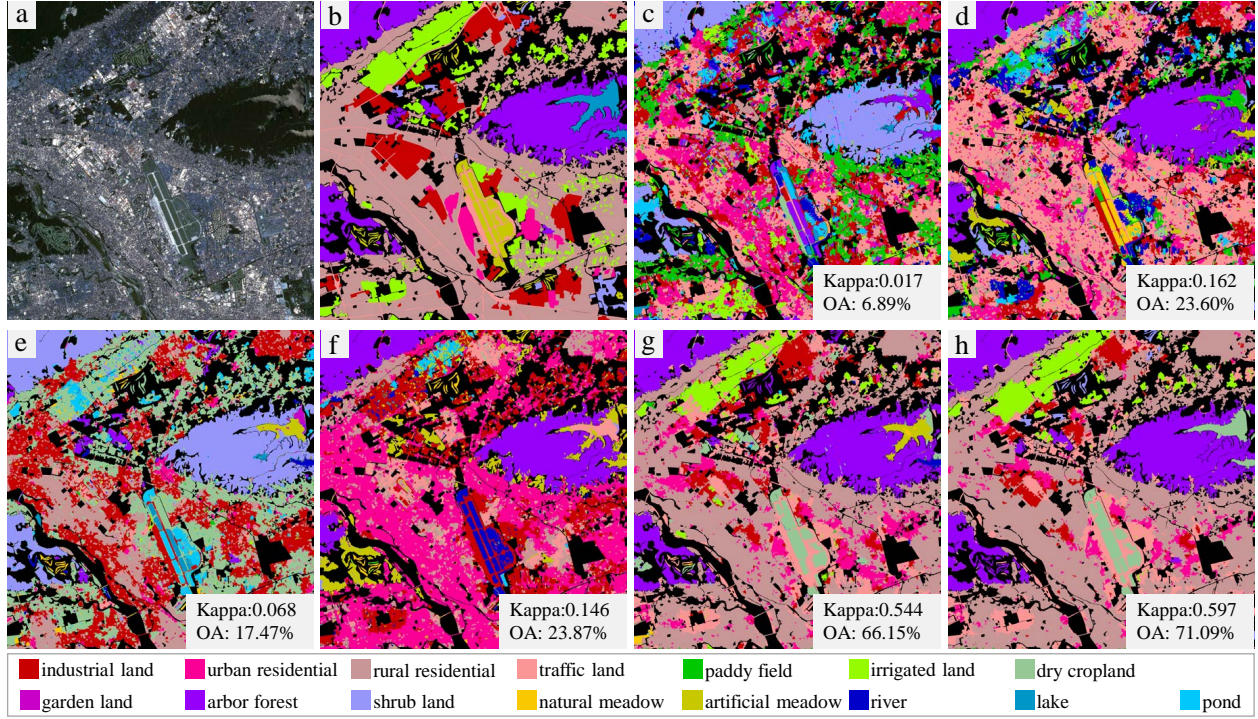 a
b
c
d
Kappa:0.017
OA: 6.89%
Kappa:0.162
OA: 23.60%
e
f
g
h
Kappa:0.068
OA: 17.47%
Kappa:0.146
OA: 23.87%
Kappa:0.544
OA: 66.15%
Kappa:0.597
OA: 71.09%
industrial land urban residential rural residential traffic land paddy field irrigated land dry cropland
garden land arbor forest shrub land natural meadow artificial meadow river lake pond